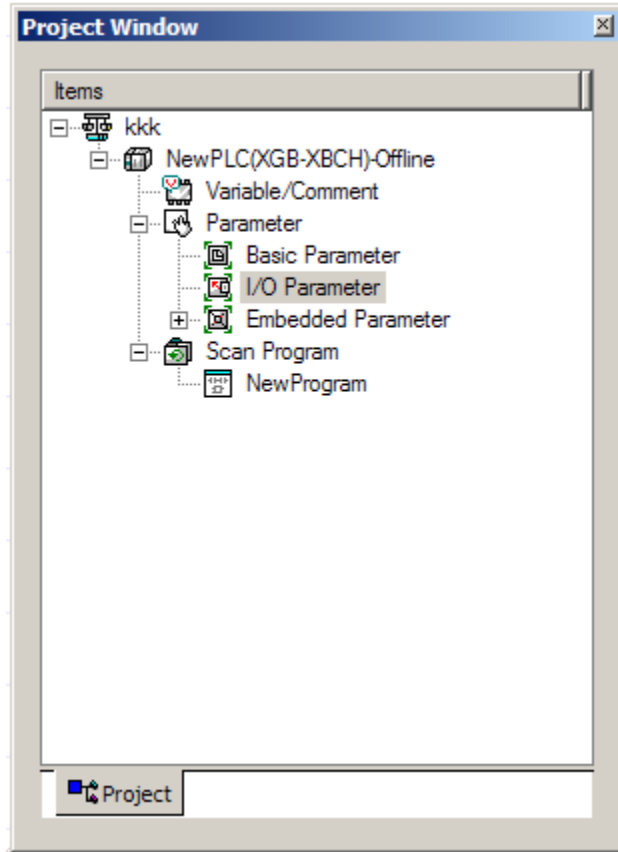 Project Window
Items
kkk
NewPLC(XGB-XBCH)-Offline
Variable/Comment
Parameter
Basic Parameter
I/O Parameter
Embedded Parameter
Scan Program
NewProgram
Project